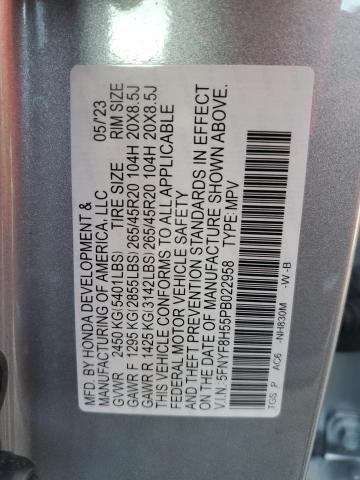 MFD. BY HONDA DEVELOPMENT &
MANUFACTURING OF AMERICA, LLC 05/'23
GVWR 2450 KG(5401LBS) TIRE SIZE RIM SIZE
GAWR F 1295 KG(2855LBS) 265/45R20 104H 20X8.5J
GAWR R 1425 KG(3142LBS) 265/45R20 104H 20X8.5J
THIS VEHICLE CONFORMS TO ALL APPLICABLE
FEDERAL MOTOR VEHICLE SAFETY
AND THEFT PREVENTION STANDARDS IN EFFECT
ON THE DATE OF MANUFACTURE SHOWN ABOVE.
V.I.N: 5FNYF8H55PB022958 TYPE: MPV
TGS P AC6 -NH830M -W -B